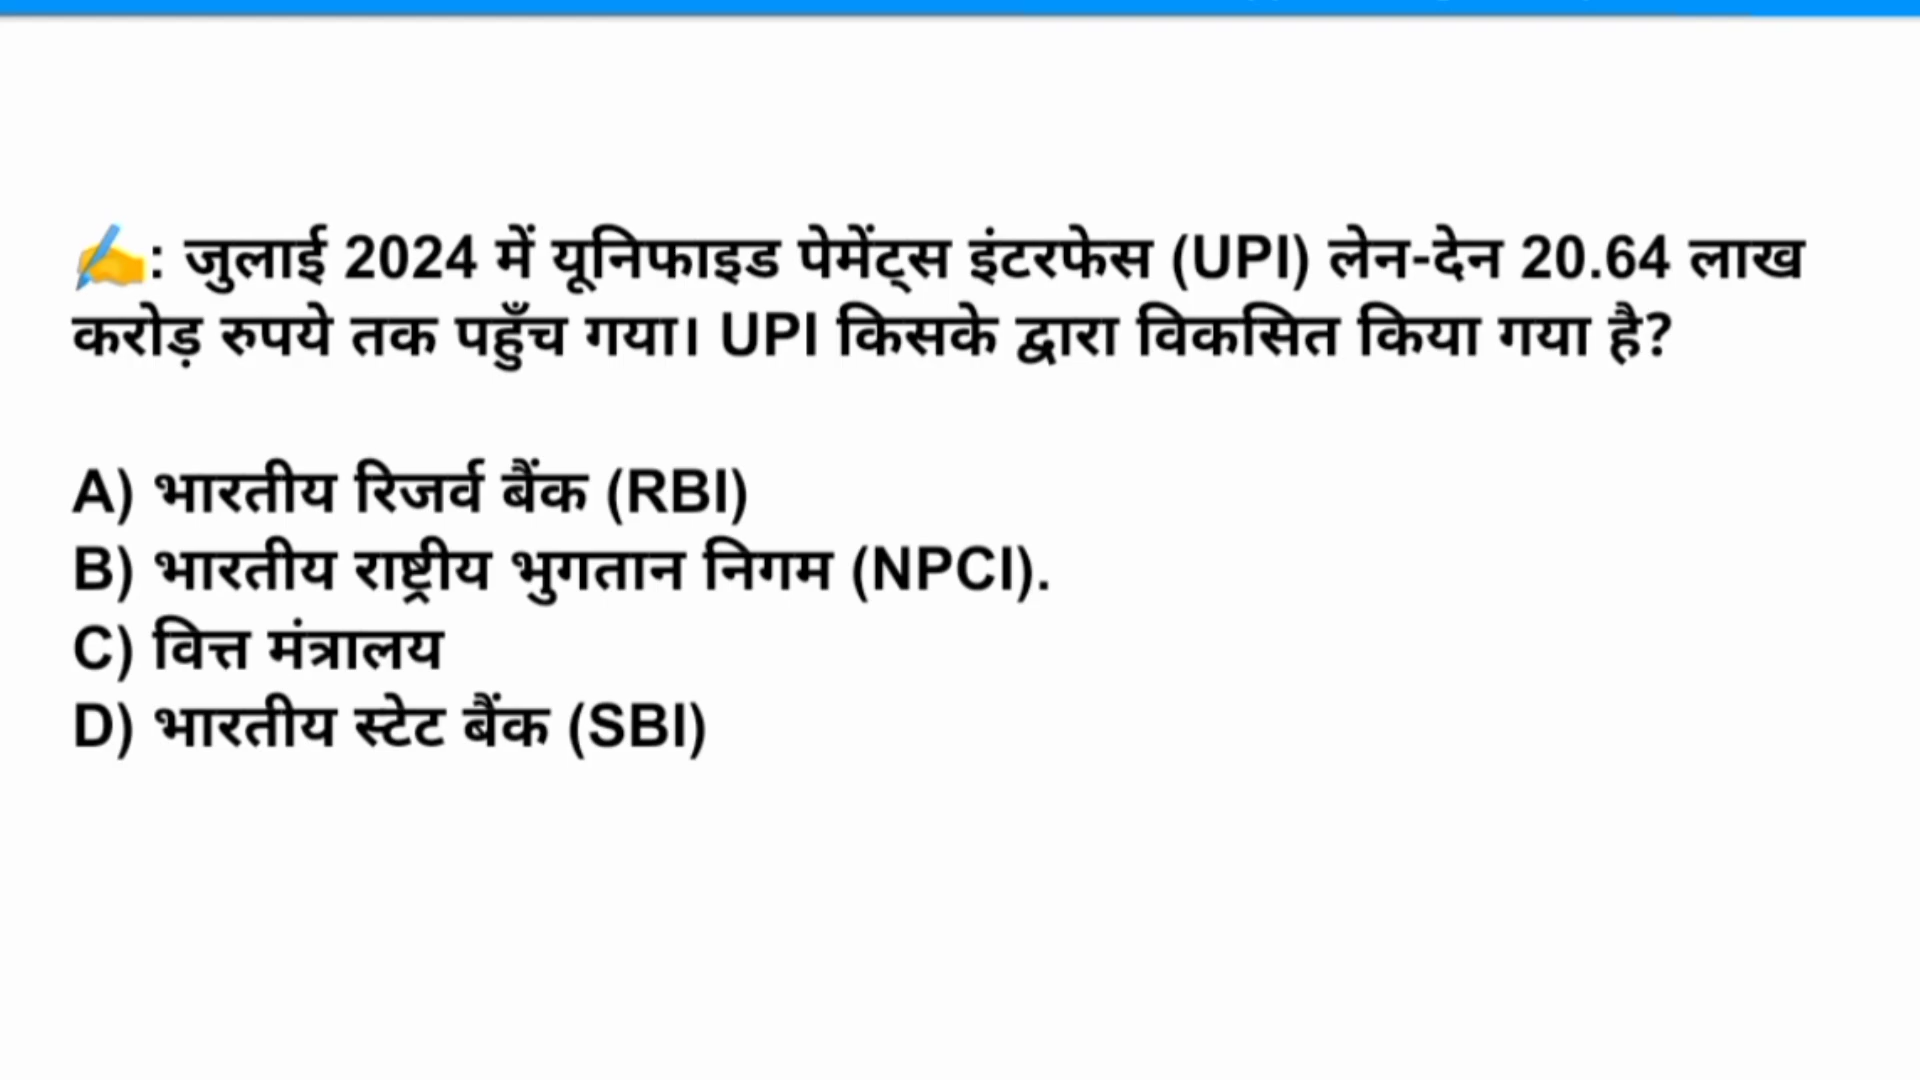 ✍️: जुलाई 2024 में यूनिफाइड पेमेंट्स इंटरफेस (UPI) लेन-देन 20.64 लाख
करोड़ रुपये तक पहुँच गया। UPI किसके द्वारा विकसित किया गया है?
A) भारतीय रिजर्व बैंक (RBI)
B) भारतीय राष्ट्रीय भुगतान निगम (NPCI).
C) वित्त मंत्रालय
D) भारतीय स्टेट बैंक (SBI)